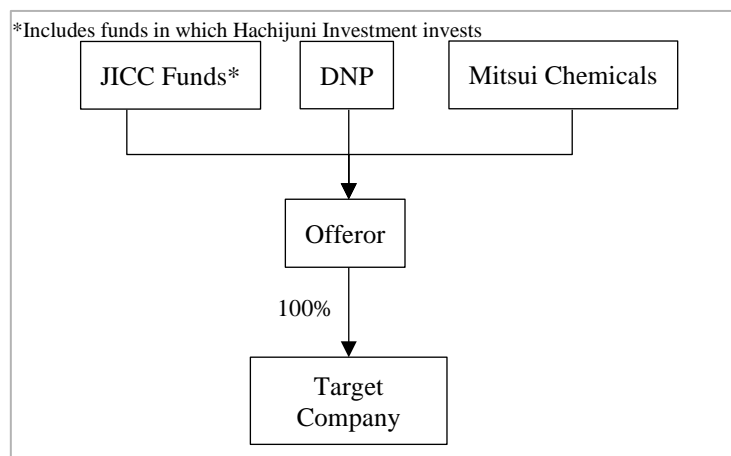 *Includes funds in which Hachijuni Investment invests
JICC Funds*
DNP
Mitsui Chemicals
Offeror
100%
Target
Company